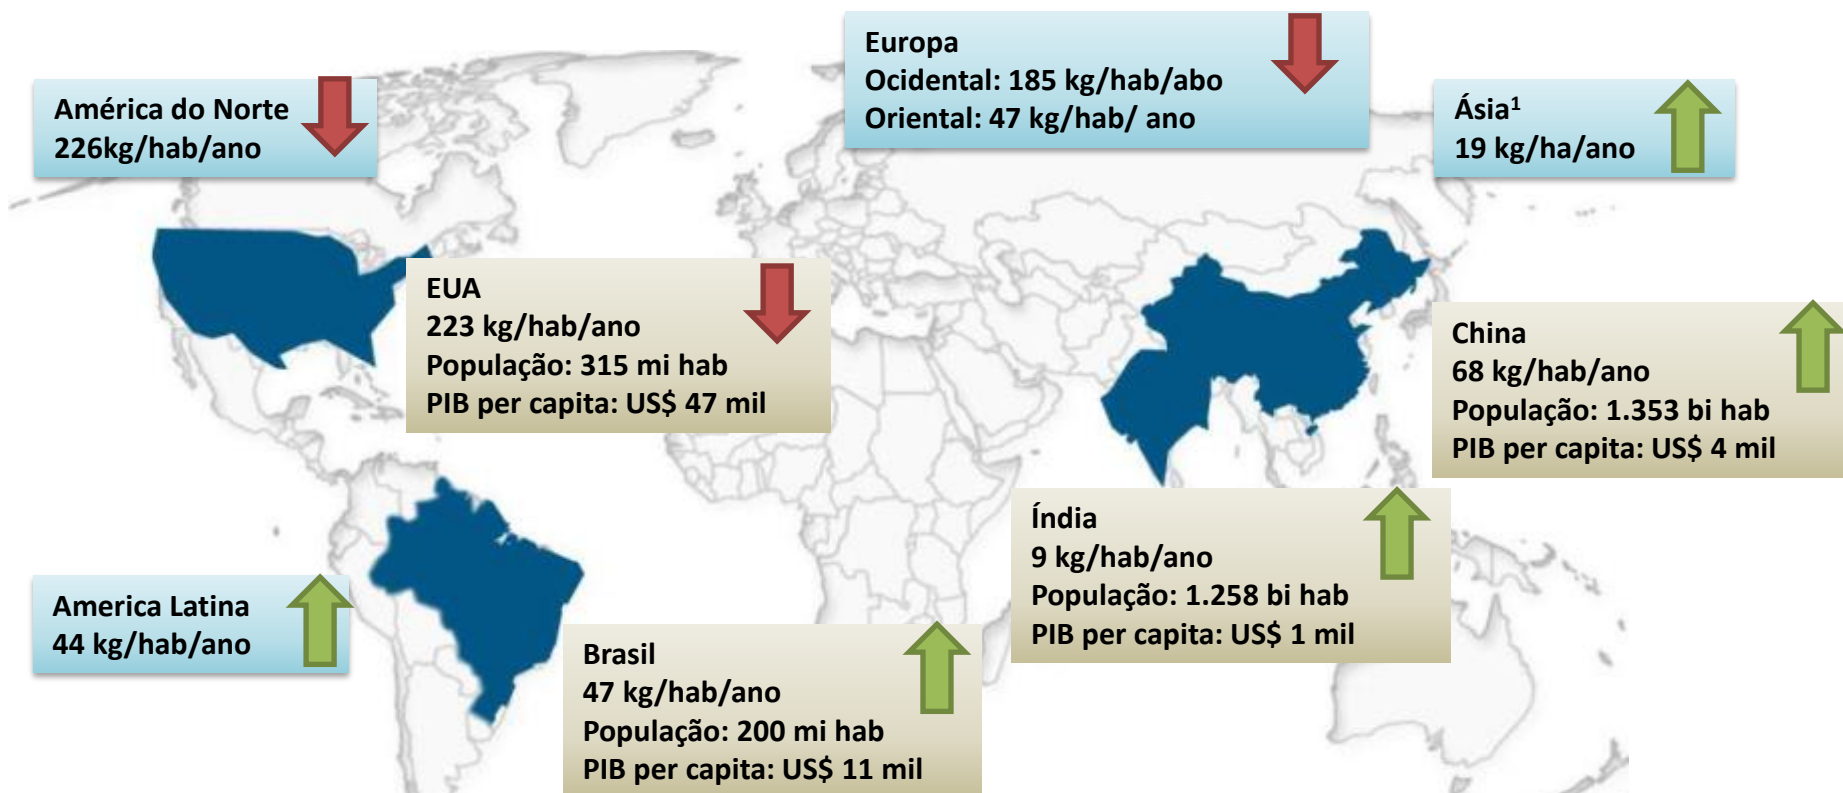 América do Norte
226kg/hab/ano
Europa
Ocidental: 185 kg/hab/abo
Oriental: 47 kg/hab/ ano
Ásia¹
19 kg/ha/ano
EUA
223 kg/hab/ano
População: 315 mi hab
PIB per capita: US$ 47 mil
China
68 kg/hab/ano
População: 1.353 bi hab
PIB per capita: US$ 4 mil
Índia
9 kg/hab/ano
População: 1.258 bi hab
PIB per capita: US$ 1 mil
America Latina
44 kg/hab/ano
Brasil
47 kg/hab/ano
População: 200 mi hab
PIB per capita: US$ 11 mil